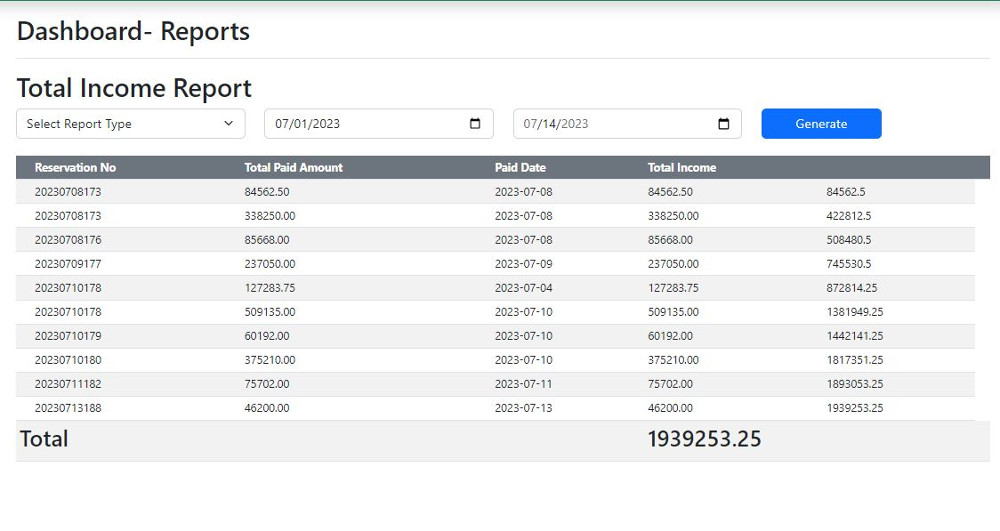 Dashboard- Reports
Total Income Report
Select Report Type 07/01/2023 07/14/2023 Generate
Reservation No Total Paid Amount Paid Date Total Income
20230708173 84562.50 2023-07-08 84562.50 84562.5
20230708173 338250.00 2023-07-08 338250.00 422812.5
20230708176 85668.00 2023-07-08 85668.00 508480.5
20230709177 237050.00 2023-07-09 237050.00 745530.5
20230710178 127283.75 2023-07-04 127283.75 872814.25
20230710178 509135.00 2023-07-10 509135.00 1381949.25
20230710179 60192.00 2023-07-10 60192.00 1442141.25
20230710180 375210.00 2023-07-10 375210.00 1817351.25
20230711182 75702.00 2023-07-11 75702.00 1893053.25
20230713188 46200.00 2023-07-13 46200.00 1939253.25
Total 1939253.25